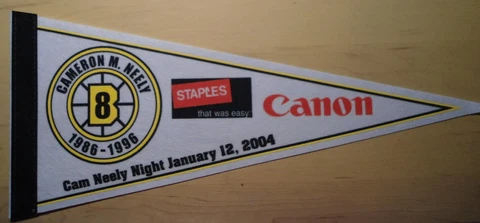 CAMERON M. NEELY
8
B
1986-1996
STAPLES
that was easy.
Canon
Cam Neely Night January 12, 2004